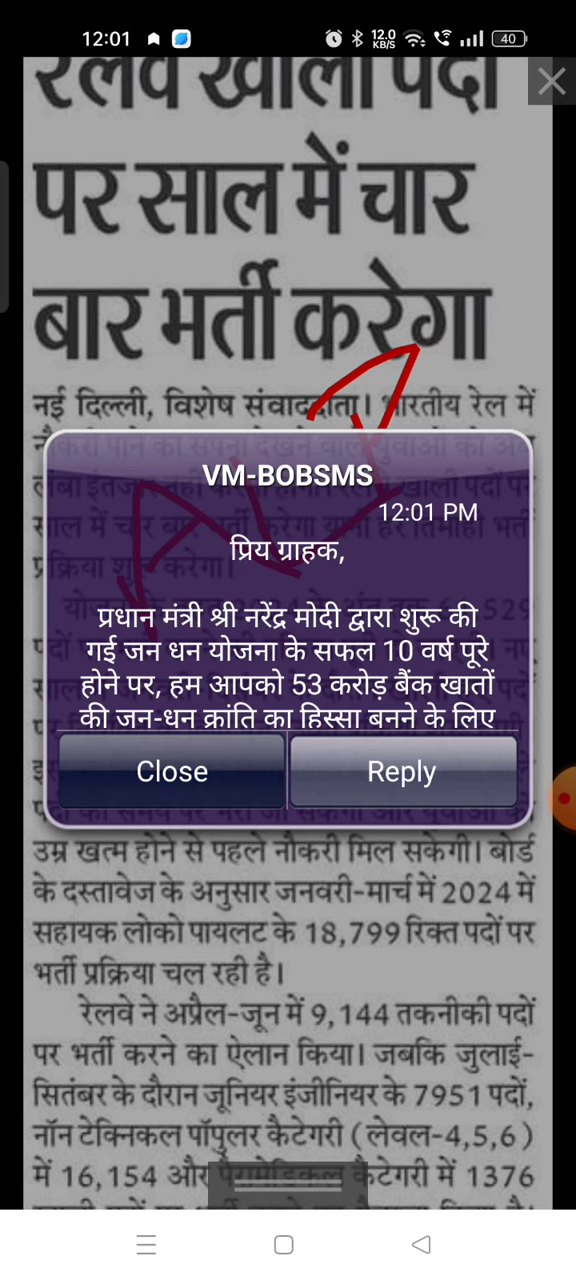 12:01
12.0
KB/S
40
रेलवे खाली पदों
पर साल में चार
बार भर्ती करेगा
नई दिल्ली, विशेष संवाददाता। भारतीय रेल में
VM-BOBSMS
12:01 PM
प्रिय ग्राहक,
प्रधान मंत्री श्री नरेंद्र मोदी द्वारा शुरू की
गई जन धन योजना के सफल 10 वर्ष पूरे
होने पर, हम आपको 53 करोड़ बैंक खातों
की जन-धन क्रांति का हिस्सा बनने के लिए
Close
Reply
उम्र खत्म होने से पहले नौकरी मिल सकेगी। बोर्ड
के दस्तावेज के अनुसार जनवरी-मार्च में 2024 में
सहायक लोको पायलट के 18,799 रिक्त पदों पर
भर्ती प्रक्रिया चल रही है।
रेलवे ने अप्रैल-जून में 9,144 तकनीकी पदों
पर भर्ती करने का ऐलान किया। जबकि जुलाई-
सितंबर के दौरान जूनियर इंजीनियर के 7951 पदों,
नॉन टेक्निकल पॉपुलर कैटेगरी (लेवल-4,5,6)
में 16,154 और पैरामेडिकल कैटेगरी में 1376